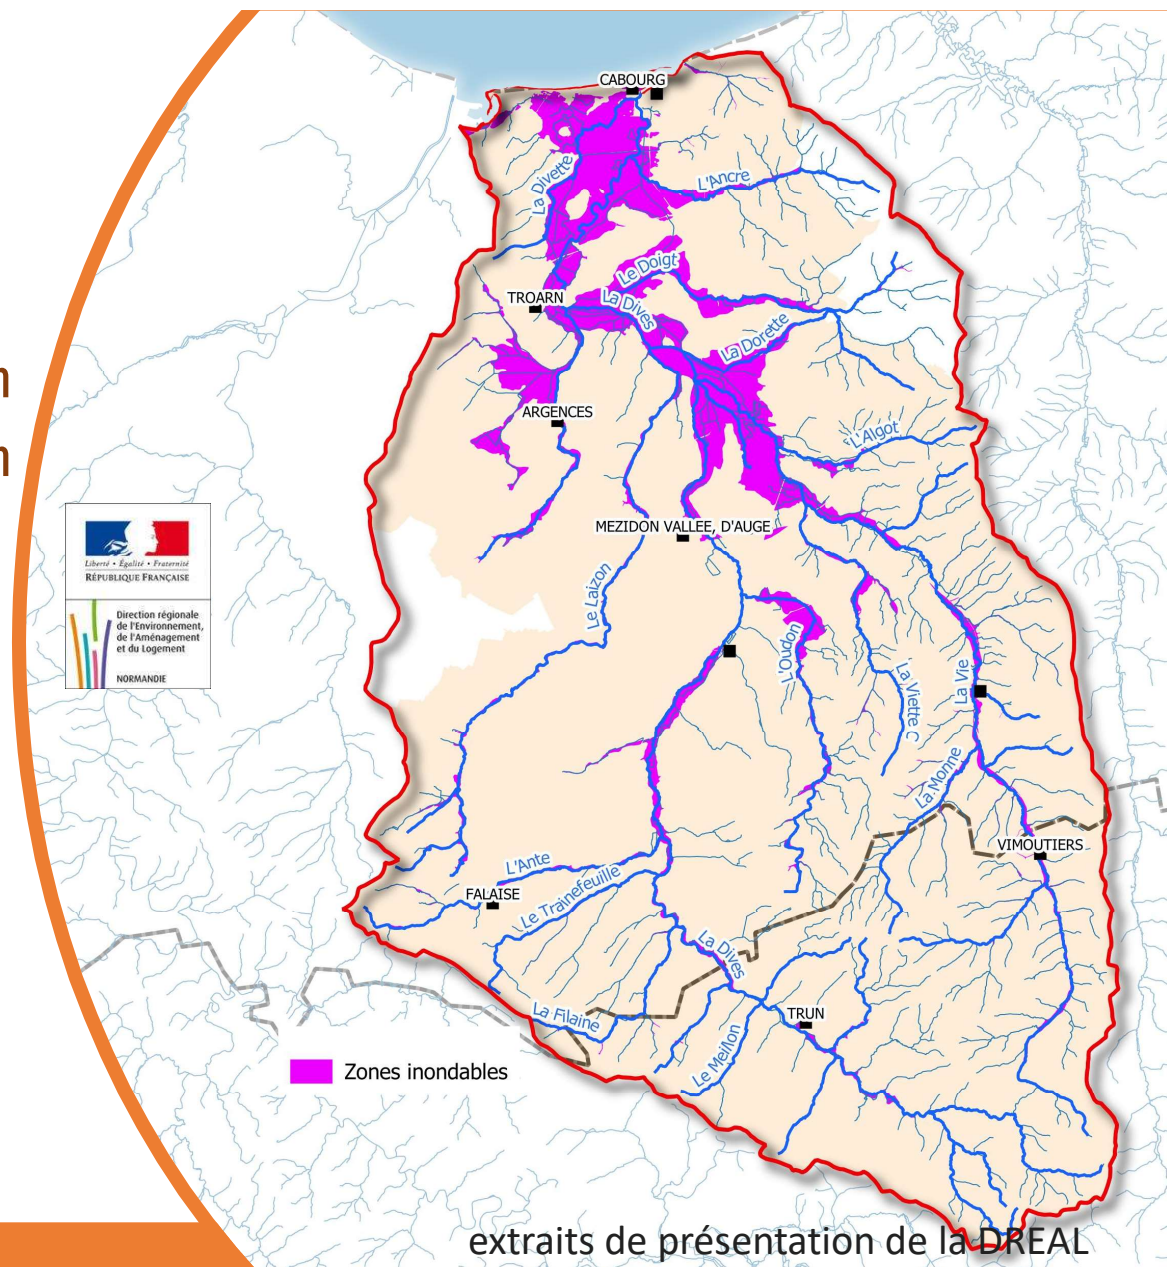 CABOURG
La Divette
L'Ancre
Le Doigt
TROARN
La Dives
La Dorette
ARGENCES
L'Algot
n
n
MEZIDON VALLEE, D'AUGE
Liberté • Égalité • Fraternité
RÉPUBLIQUE FRANÇAISE
Le Laizon
Direction régionale
de l'Environnement,
de l'Aménagement
et du Logement
NORMANDIE
L'Oudon
La Viette
La Vie
La Monne
VIMOUTIERS
L'Ante
FALAISE
Le Trainefeuille
La Dives
La Filaine
TRUN
Le Meillon
Zones inondables
extraits de présentation de la DREAL